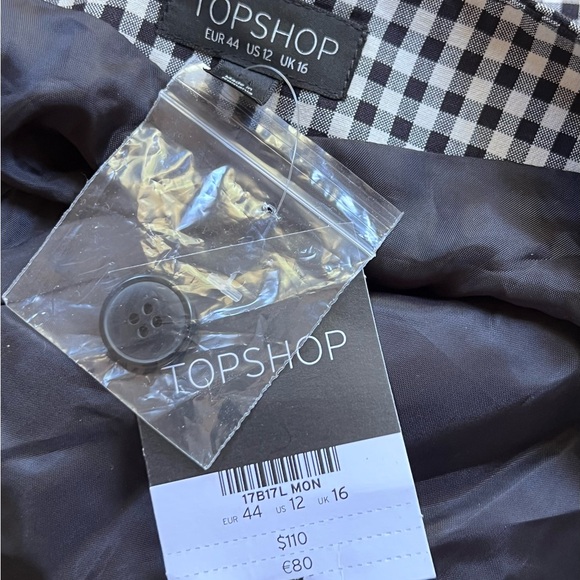 TOPSHOP
EUR 44 US 12 UK 16
TOPSHOP
17B17L MON
EUR 44 US 12 UK 16
$110
€80